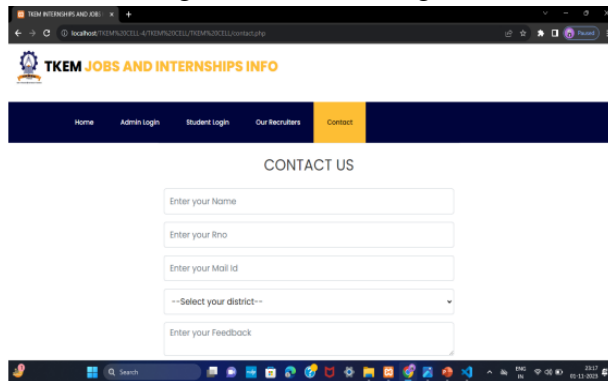 TKEM INTERNSHIPS AND JOBS
localhost/TKEM%20CELL-4/TKEM%20CELL/TKEM%20CELL/contact.php
Paused
TKEM JOBS AND INTERNSHIPS INFO
Home Admin Login Student Login Our Recruiters Contact
CONTACT US
Enter your Name
Enter your Rno
Enter your Mail Id
--Select your district--
Enter your Feedback
Search
ENG
IN
23:17
01-11-2023